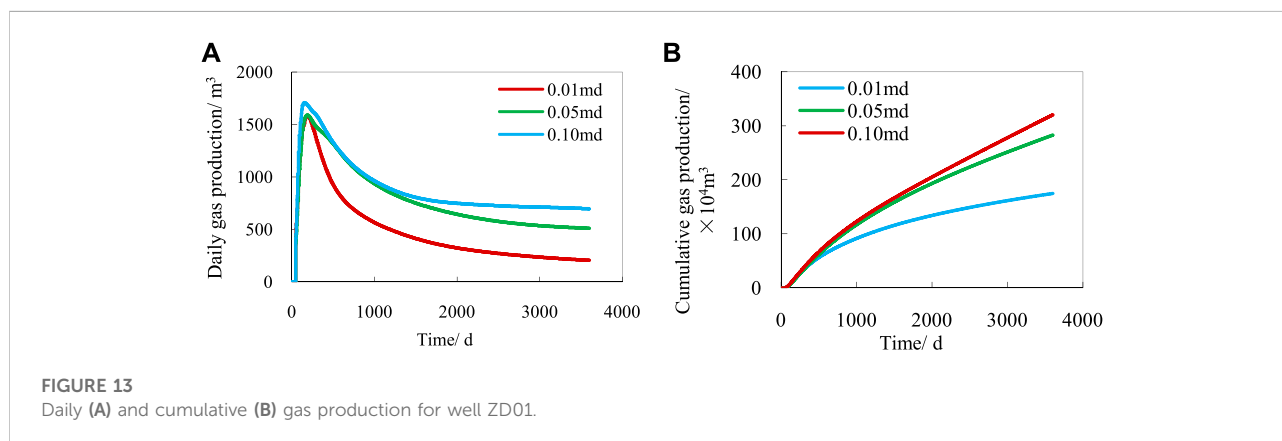 A
Daily gas production/ m³
2000
1500
1000
500
0
0.01md
0.05md
0.10md
0 1000 2000 3000 4000
Time/ d
B
Cumulative gas production/
×10⁴m³
400
300
200
100
0
0.01md
0.05md
0.10md
0 1000 2000 3000 4000
Time/ d
FIGURE 13
Daily (A) and cumulative (B) gas production for well ZD01.